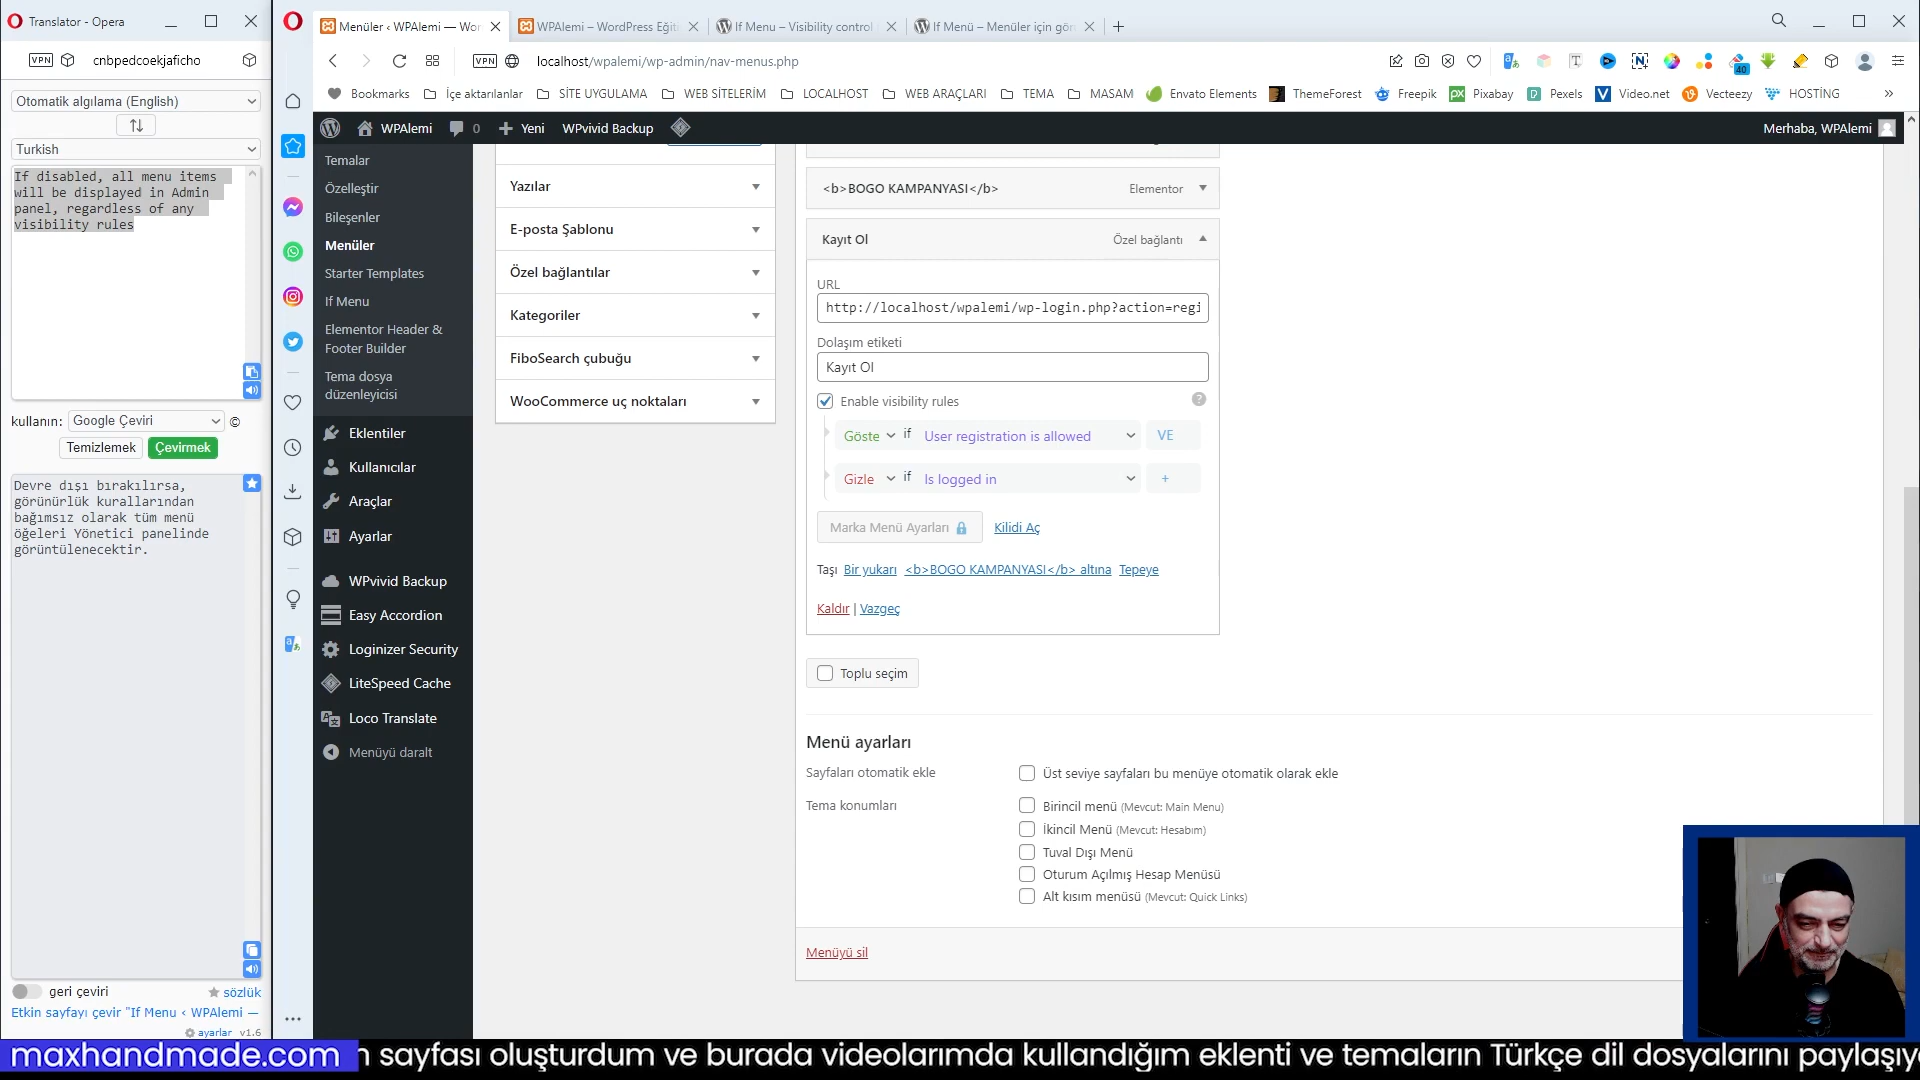 Translator - Opera
VPN cnbpedcoekjaficho
Otomatik algılama (English)
Turkish
If disabled, all menu items
will be displayed in Admin
panel, regardless of any
visibility rules
kullanın: Google Çeviri ©
Temizlemek Çevirmek
Devre dışı bırakılırsa,
görünürlük kurallarından
bağımsız olarak tüm menü
öğeleri Yönetici panelinde
görüntülenecektir.
geri çeviri sözlük
Etkin sayfayı çevir "If Menu ‹ WPAlemi —
ayarlar v1.6
Menüler ‹ WPAlemi — Wor
WPAlemi – WordPress Eğiti
If Menu – Visibility control
If Menü – Menüler için gör
VPN localhost/wpalemi/wp-admin/nav-menus.php
40
Bookmarks İçe aktarılanlar SİTE UYGULAMA WEB SİTELERİM LOCALHOST WEB ARAÇLARI TEMA MASAM Envato Elements ThemeForest Freepik Pixabay Pexels Video.net Vecteezy HOSTİNG »
WPAlemi 0 Yeni WPvivid Backup Merhaba, WPAlemi
Temalar
Özelleştir
Bileşenler
Menüler
Starter Templates
If Menu
Elementor Header &
Footer Builder
Tema dosya
düzenleyicisi
Eklentiler
Kullanıcılar
Araçlar
Ayarlar
WPvivid Backup
Easy Accordion
Loginizer Security
LiteSpeed Cache
Loco Translate
Menüyü daralt
Yazılar
E-posta Şablonu
Özel bağlantılar
Kategoriler
FiboSearch çubuğu
WooCommerce uç noktaları
<b>BOGO KAMPANYASI</b> Elementor
Kayıt Ol Özel bağlantı
URL
http://localhost/wpalemi/wp-login.php?action=regi
Dolaşım etiketi
Kayıt Ol
Enable visibility rules
Göste if User registration is allowed VE
Gizle if Is logged in +
Marka Menü Ayarları Kilidi Aç
Taşı Bir yukarı <b>BOGO KAMPANYASI</b> altına Tepeye
Kaldır | Vazgeç
Toplu seçim
Menü ayarları
Sayfaları otomatik ekle Üst seviye sayfaları bu menüye otomatik olarak ekle
Tema konumları Birincil menü (Mevcut: Main Menu)
İkincil Menü (Mevcut: Hesabım)
Tuval Dışı Menü
Oturum Açılmış Hesap Menüsü
Alt kısım menüsü (Mevcut: Quick Links)
Menüyü sil
maxhandmade.com n sayfası oluşturdum ve burada videolarımda kullandığım eklenti ve temaların Türkçe dil dosyalarını paylaşıy